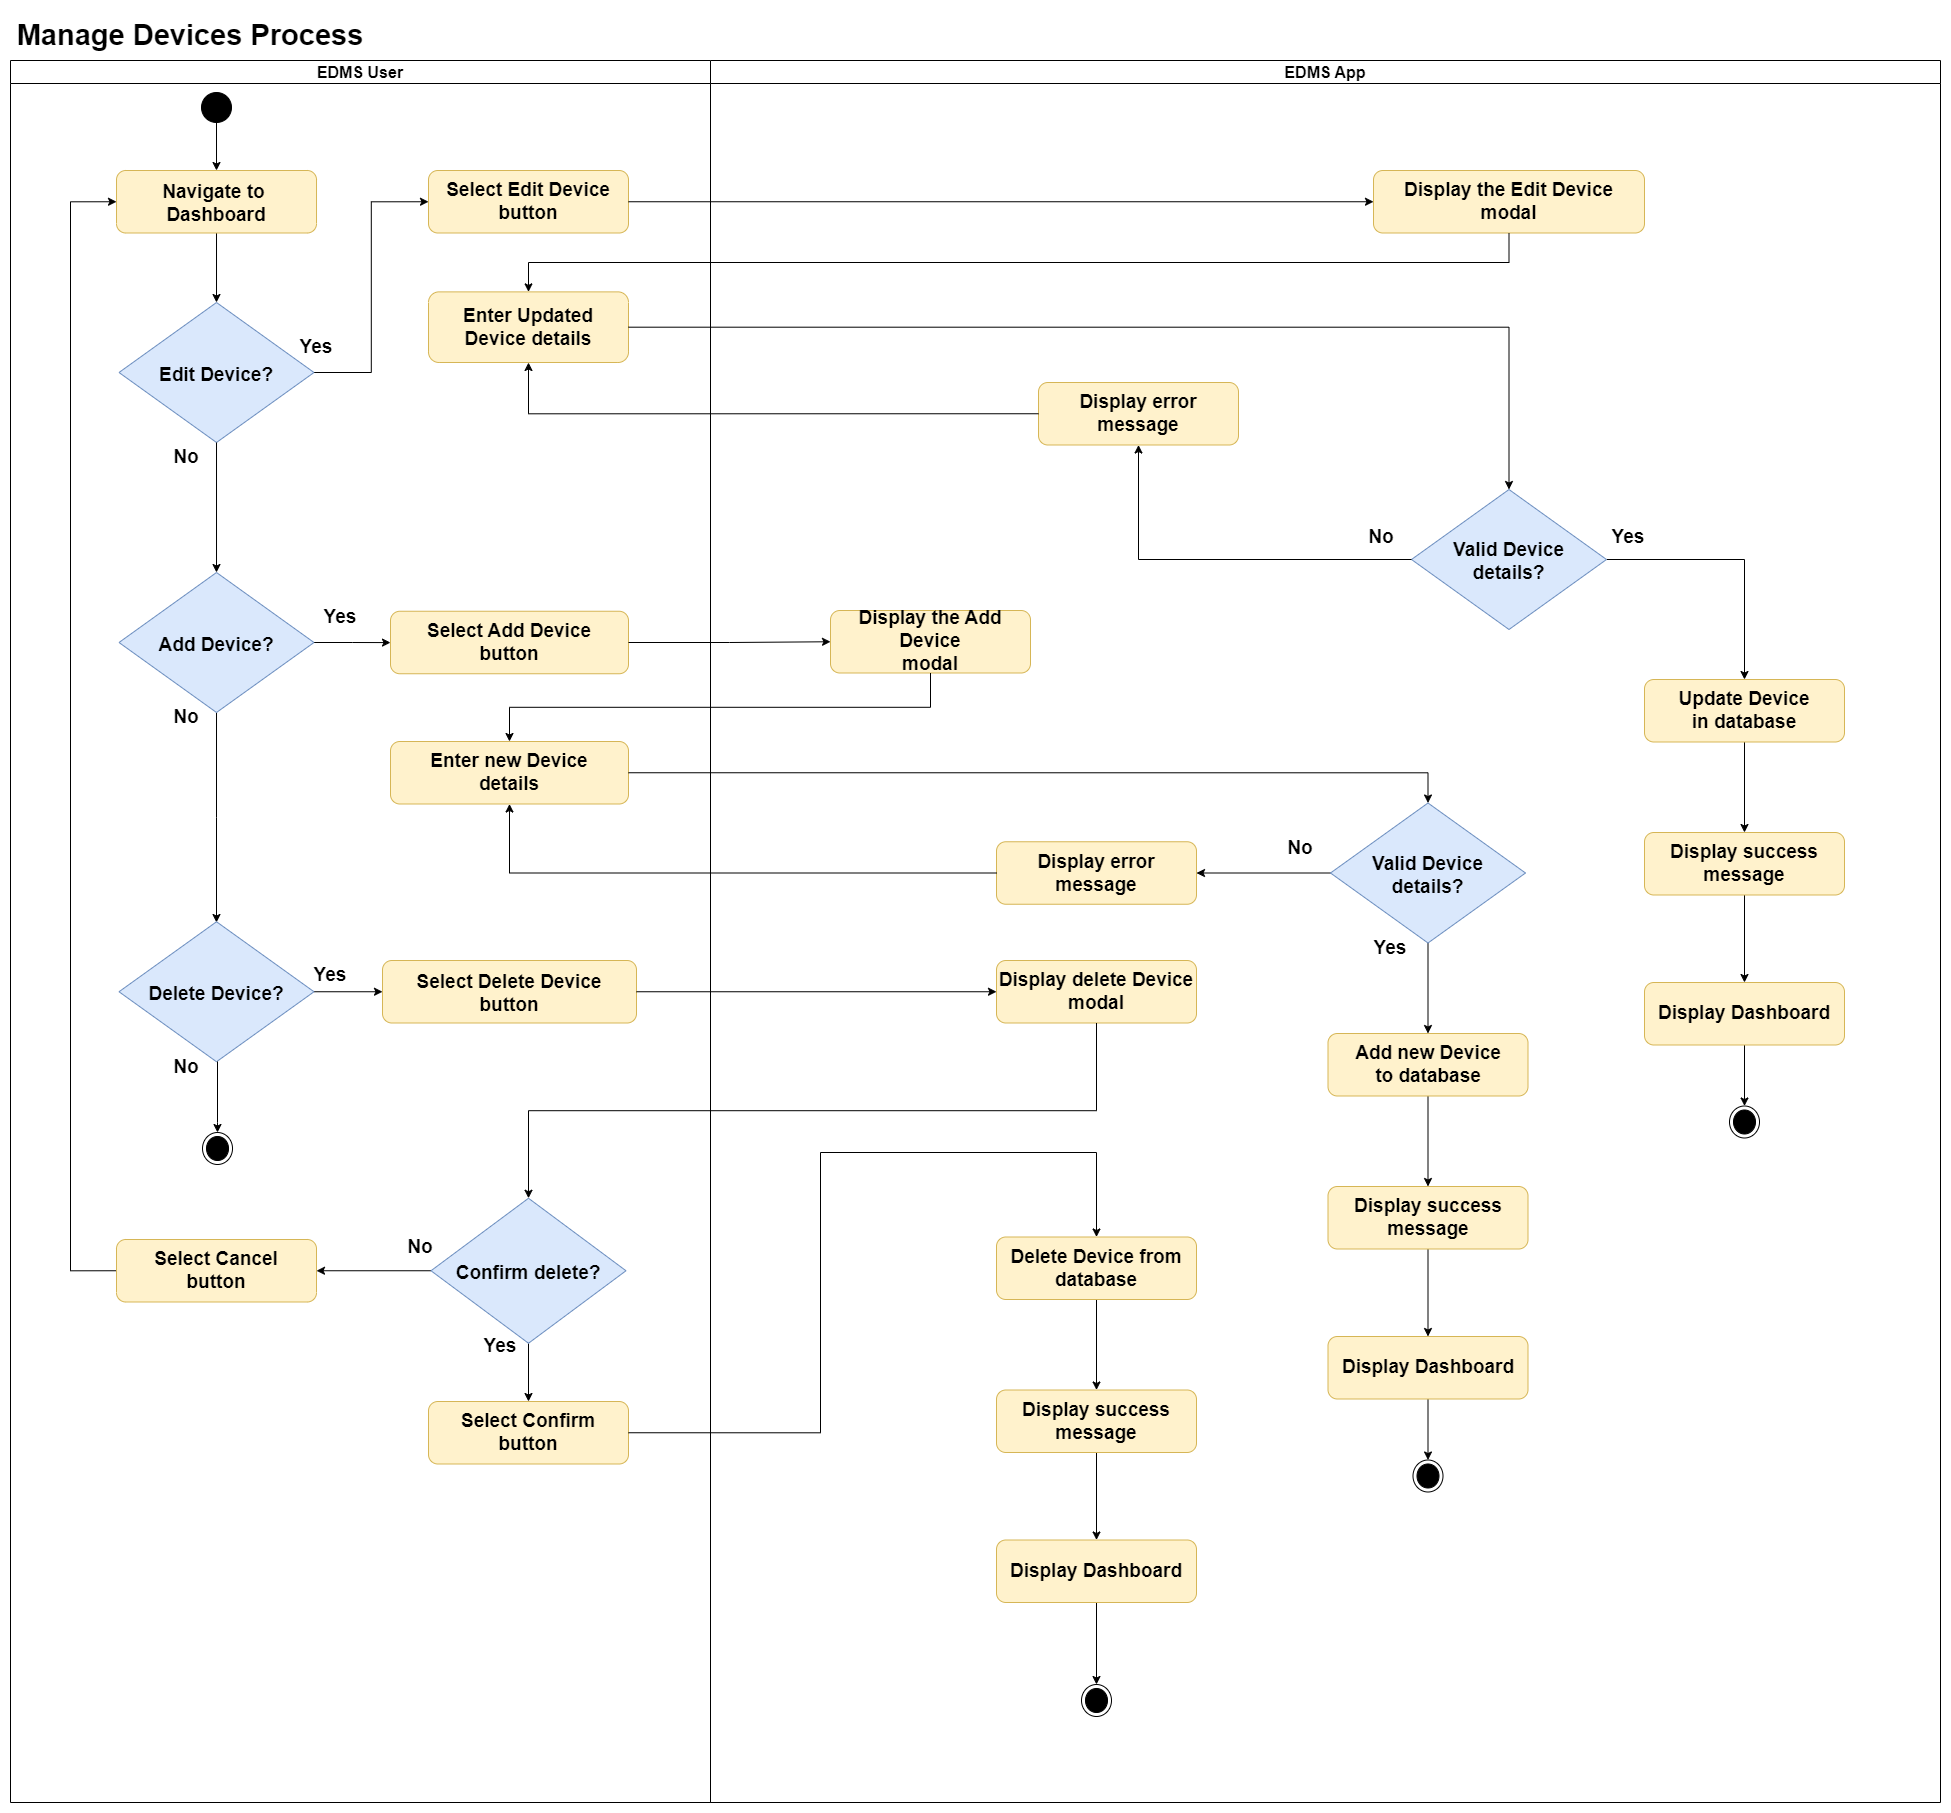 Manage Devices Process
EDMS User
EDMS App
Navigate to
Dashboard
Select Edit Device
button
Display the Edit Device
modal
Enter Updated
Device details
Yes
Edit Device?
Display error
message
No
No
Yes
Valid Device
details?
Yes
Select Add Device
button
Display the Add
Device
modal
Add Device?
No
Update Device
in database
Enter new Device
details
No
Display error
message
Valid Device
details?
Display success
message
Yes
Yes
Delete Device?
Select Delete Device
button
Display delete Device
modal
Display Dashboard
No
Add new Device
to database
Display success
message
No
Select Cancel
button
Confirm delete?
Delete Device from
database
Yes
Display Dashboard
Select Confirm
button
Display success
message
Display Dashboard